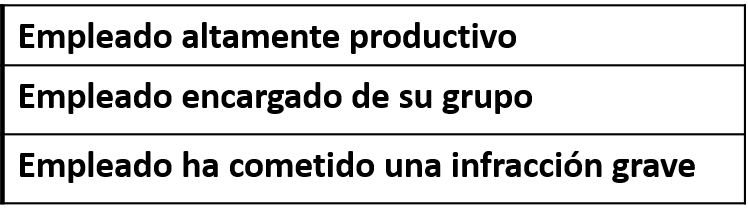 Empleado altamente productivo
Empleado encargado de su grupo
Empleado ha cometido una infracción grave